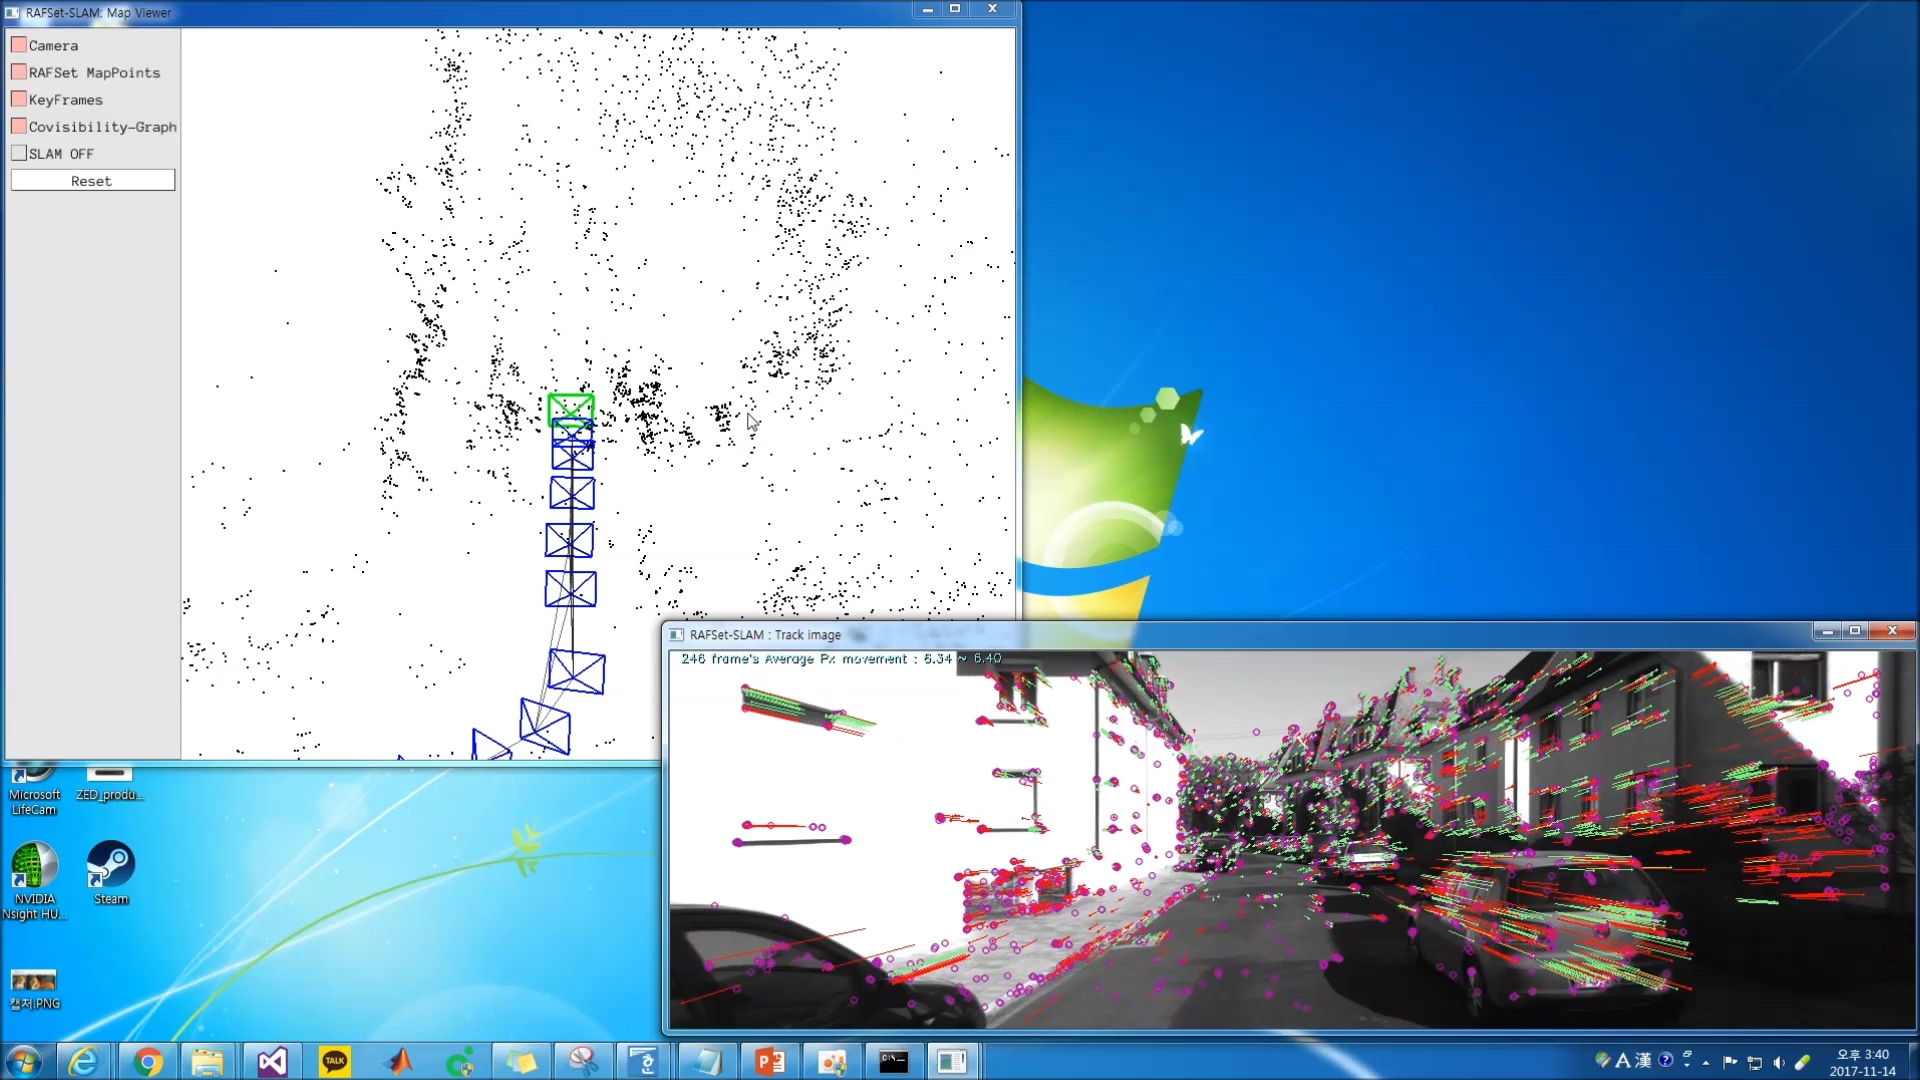 RAFSet-SLAM: Map Viewer
Camera
RAFSet MapPoints
KeyFrames
Covisibility-Graph
SLAM OFF
Reset
RAFSet-SLAM : Track image
246 frame's Average Px movement : 6.34 ~ 6.40
Microsoft
LifeCam
ZED_produ...
NVIDIA
Nsight HU...
Steam
캡처.PNG
TALK
A 漢
오후 3:40
2017-11-14